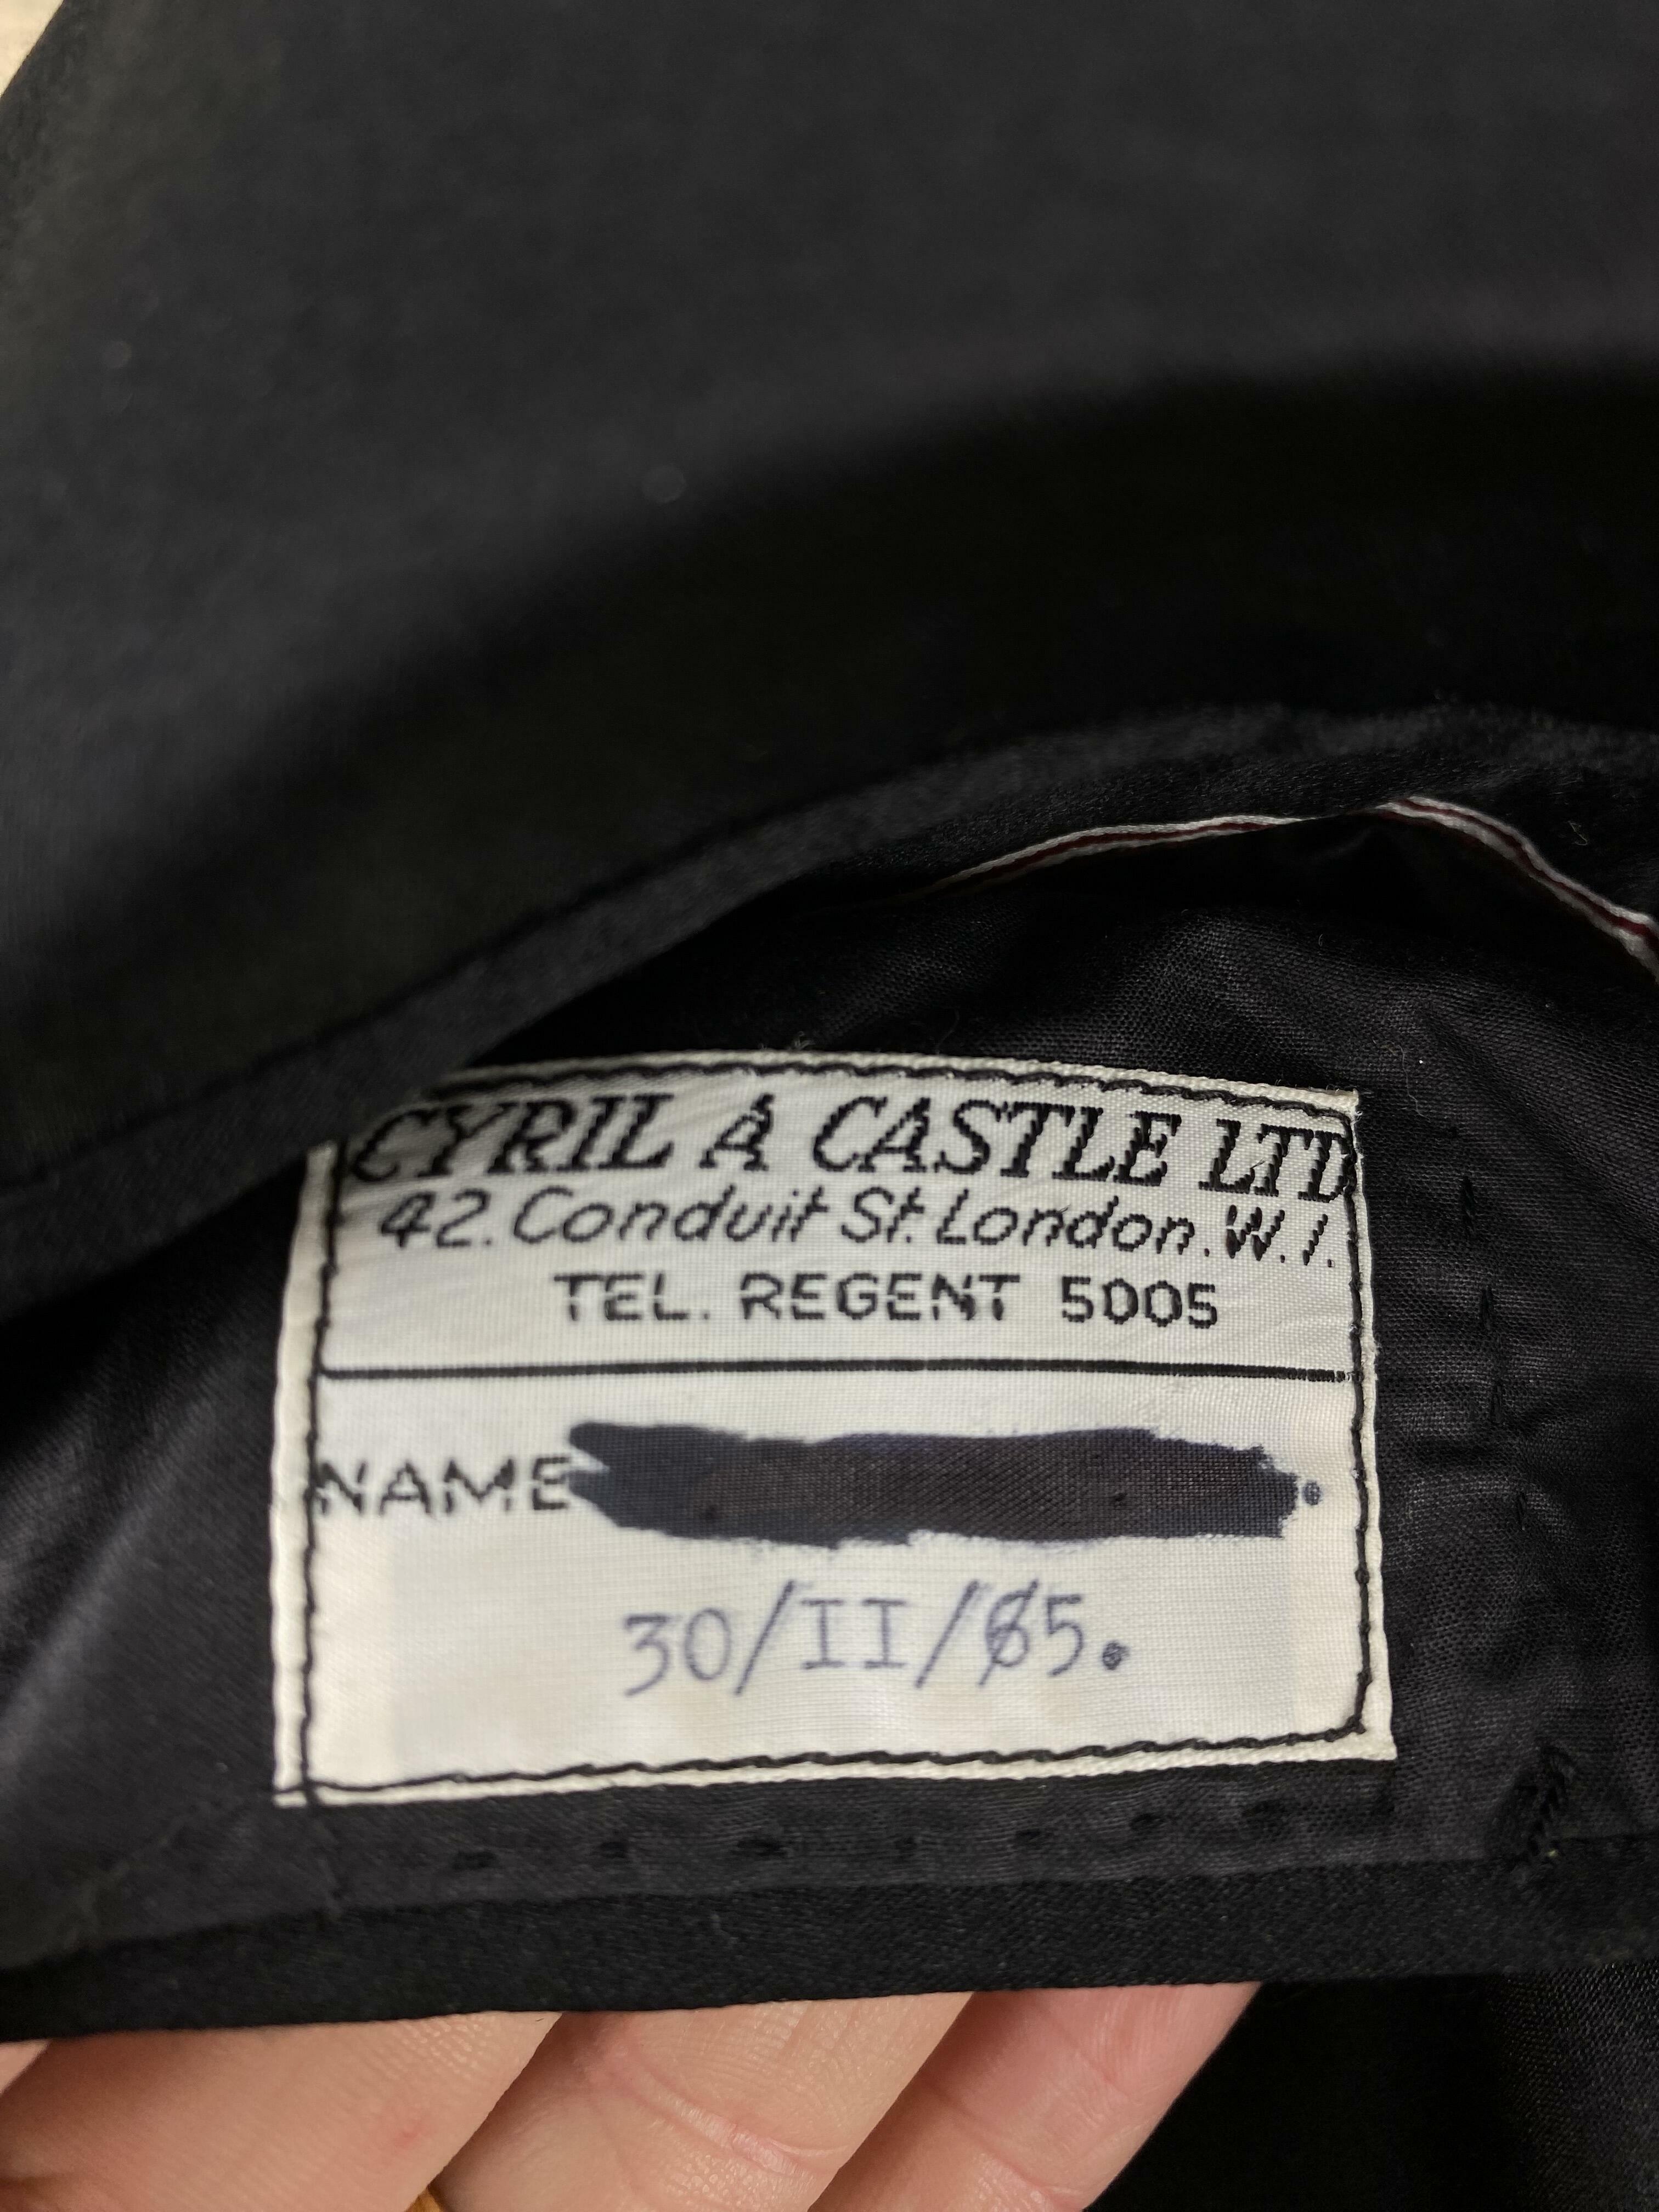 CYRIL A CASTLE LTD
42. Conduit St. London. W.1.
TEL. REGENT 5005
NAME
30/II/65.